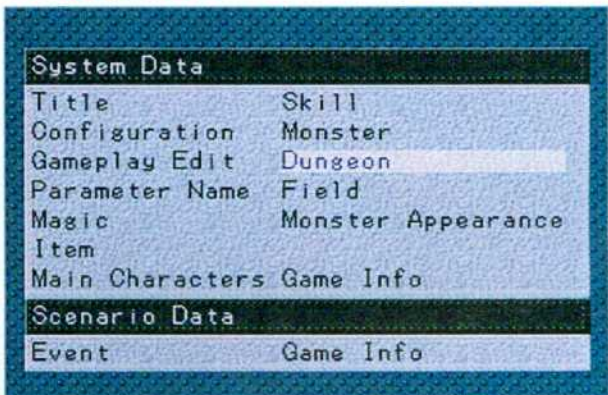 System Data
Title Skill
Configuration Monster
Gameplay Edit Dungeon
Parameter Name Field
Magic Monster Appearance
Item
Main Characters Game Info
Scenario Data
Event Game Info